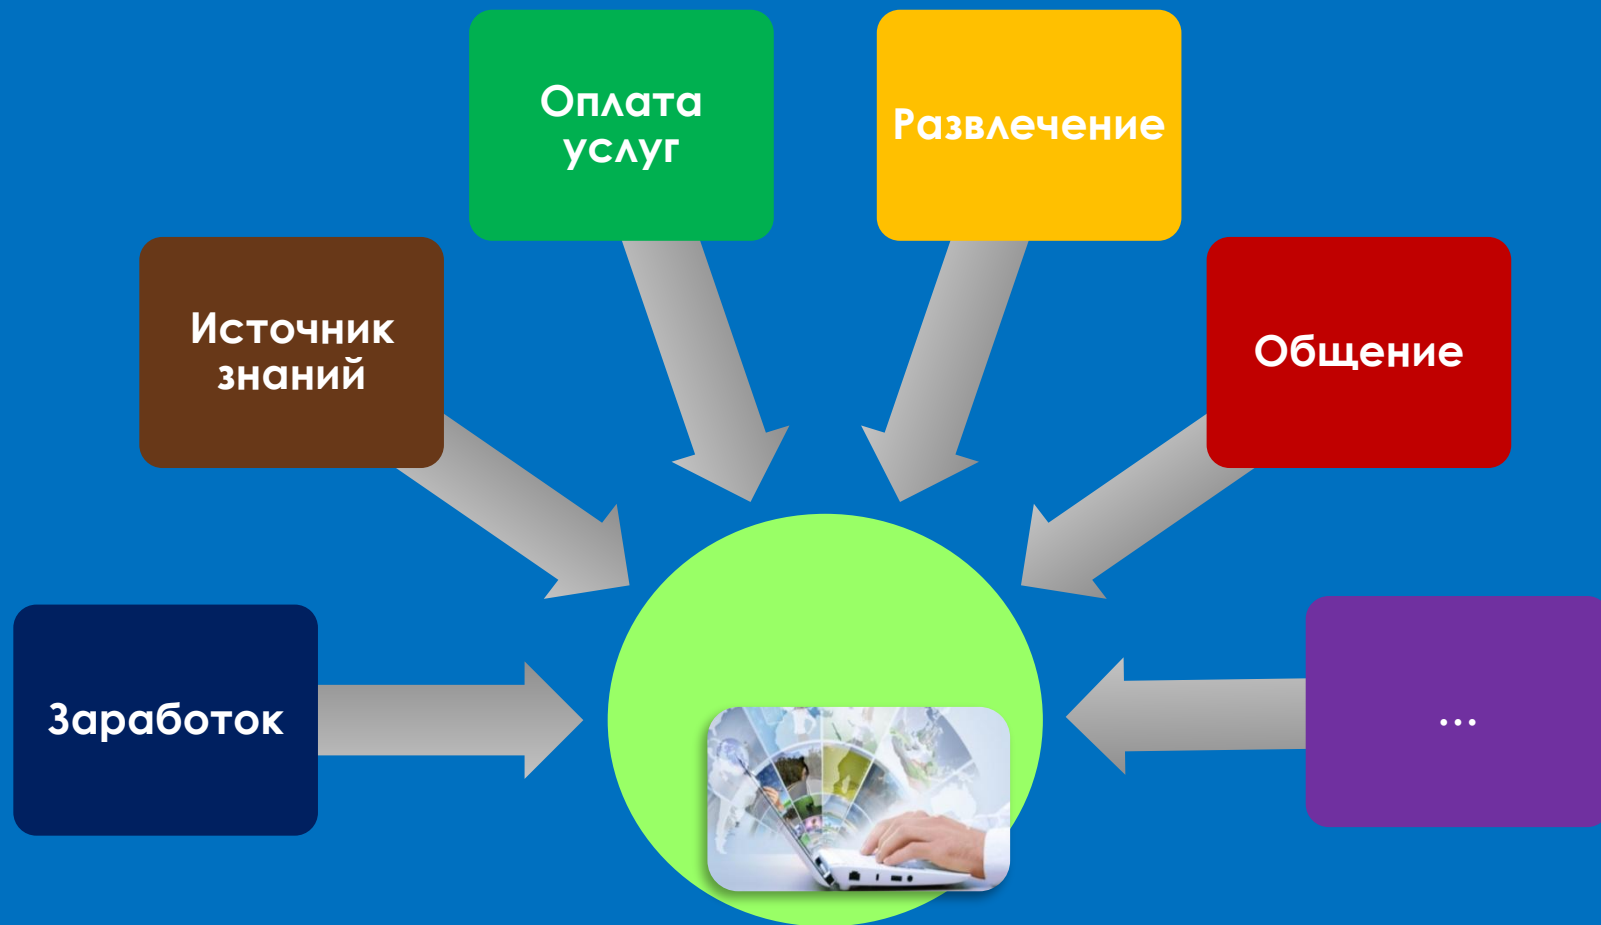 Оплата
услуг
Развлечение
Источник
знаний
Общение
Заработок
...